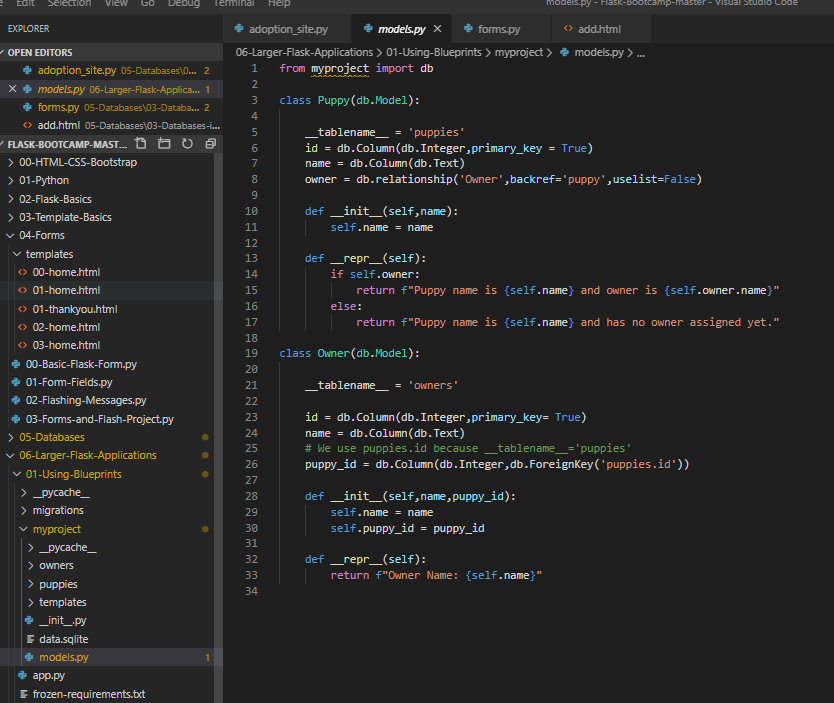 Edit Selection View Go Debug Terminal Help
models.py - Flask-Bootcamp-master - Visual Studio Code
EXPLORER
OPEN EDITORS
adoption_site.py 05-Databases\0... 2
models.py 06-Larger-Flask-Applica... 1
forms.py 05-Databases\03-Databa... 2
add.html 05-Databases\03-Databases-i...
FLASK-BOOTCAMP-MAST...
00-HTML-CSS-Bootstrap
01-Python
02-Flask-Basics
03-Template-Basics
04-Forms
templates
00-home.html
01-home.html
01-thankyou.html
02-home.html
03-home.html
00-Basic-Flask-Form.py
01-Form-Fields.py
02-Flashing-Messages.py
03-Forms-and-Flash-Project.py
05-Databases
06-Larger-Flask-Applications
01-Using-Blueprints
__pycache__
migrations
myproject
__pycache__
owners
puppies
templates
__init__.py
data.sqlite
models.py 1
app.py
frozen-requirements.txt
adoption_site.py models.py forms.py add.html
06-Larger-Flask-Applications > 01-Using-Blueprints > myproject > models.py > ...
1 from myproject import db
2
3 class Puppy(db.Model):
4
5     __tablename__ = 'puppies'
6     id = db.Column(db.Integer,primary_key = True)
7     name = db.Column(db.Text)
8     owner = db.relationship('Owner',backref='puppy',uselist=False)
9
10     def __init__(self,name):
11         self.name = name
12
13     def __repr__(self):
14         if self.owner:
15             return f"Puppy name is {self.name} and owner is {self.owner.name}"
16         else:
17             return f"Puppy name is {self.name} and has no owner assigned yet."
18
19 class Owner(db.Model):
20
21     __tablename__ = 'owners'
22
23     id = db.Column(db.Integer,primary_key= True)
24     name = db.Column(db.Text)
25     # We use puppies.id because __tablename__='puppies'
26     puppy_id = db.Column(db.Integer,db.ForeignKey('puppies.id'))
27
28     def __init__(self,name,puppy_id):
29         self.name = name
30         self.puppy_id = puppy_id
31
32     def __repr__(self):
33         return f"Owner Name: {self.name}"
34